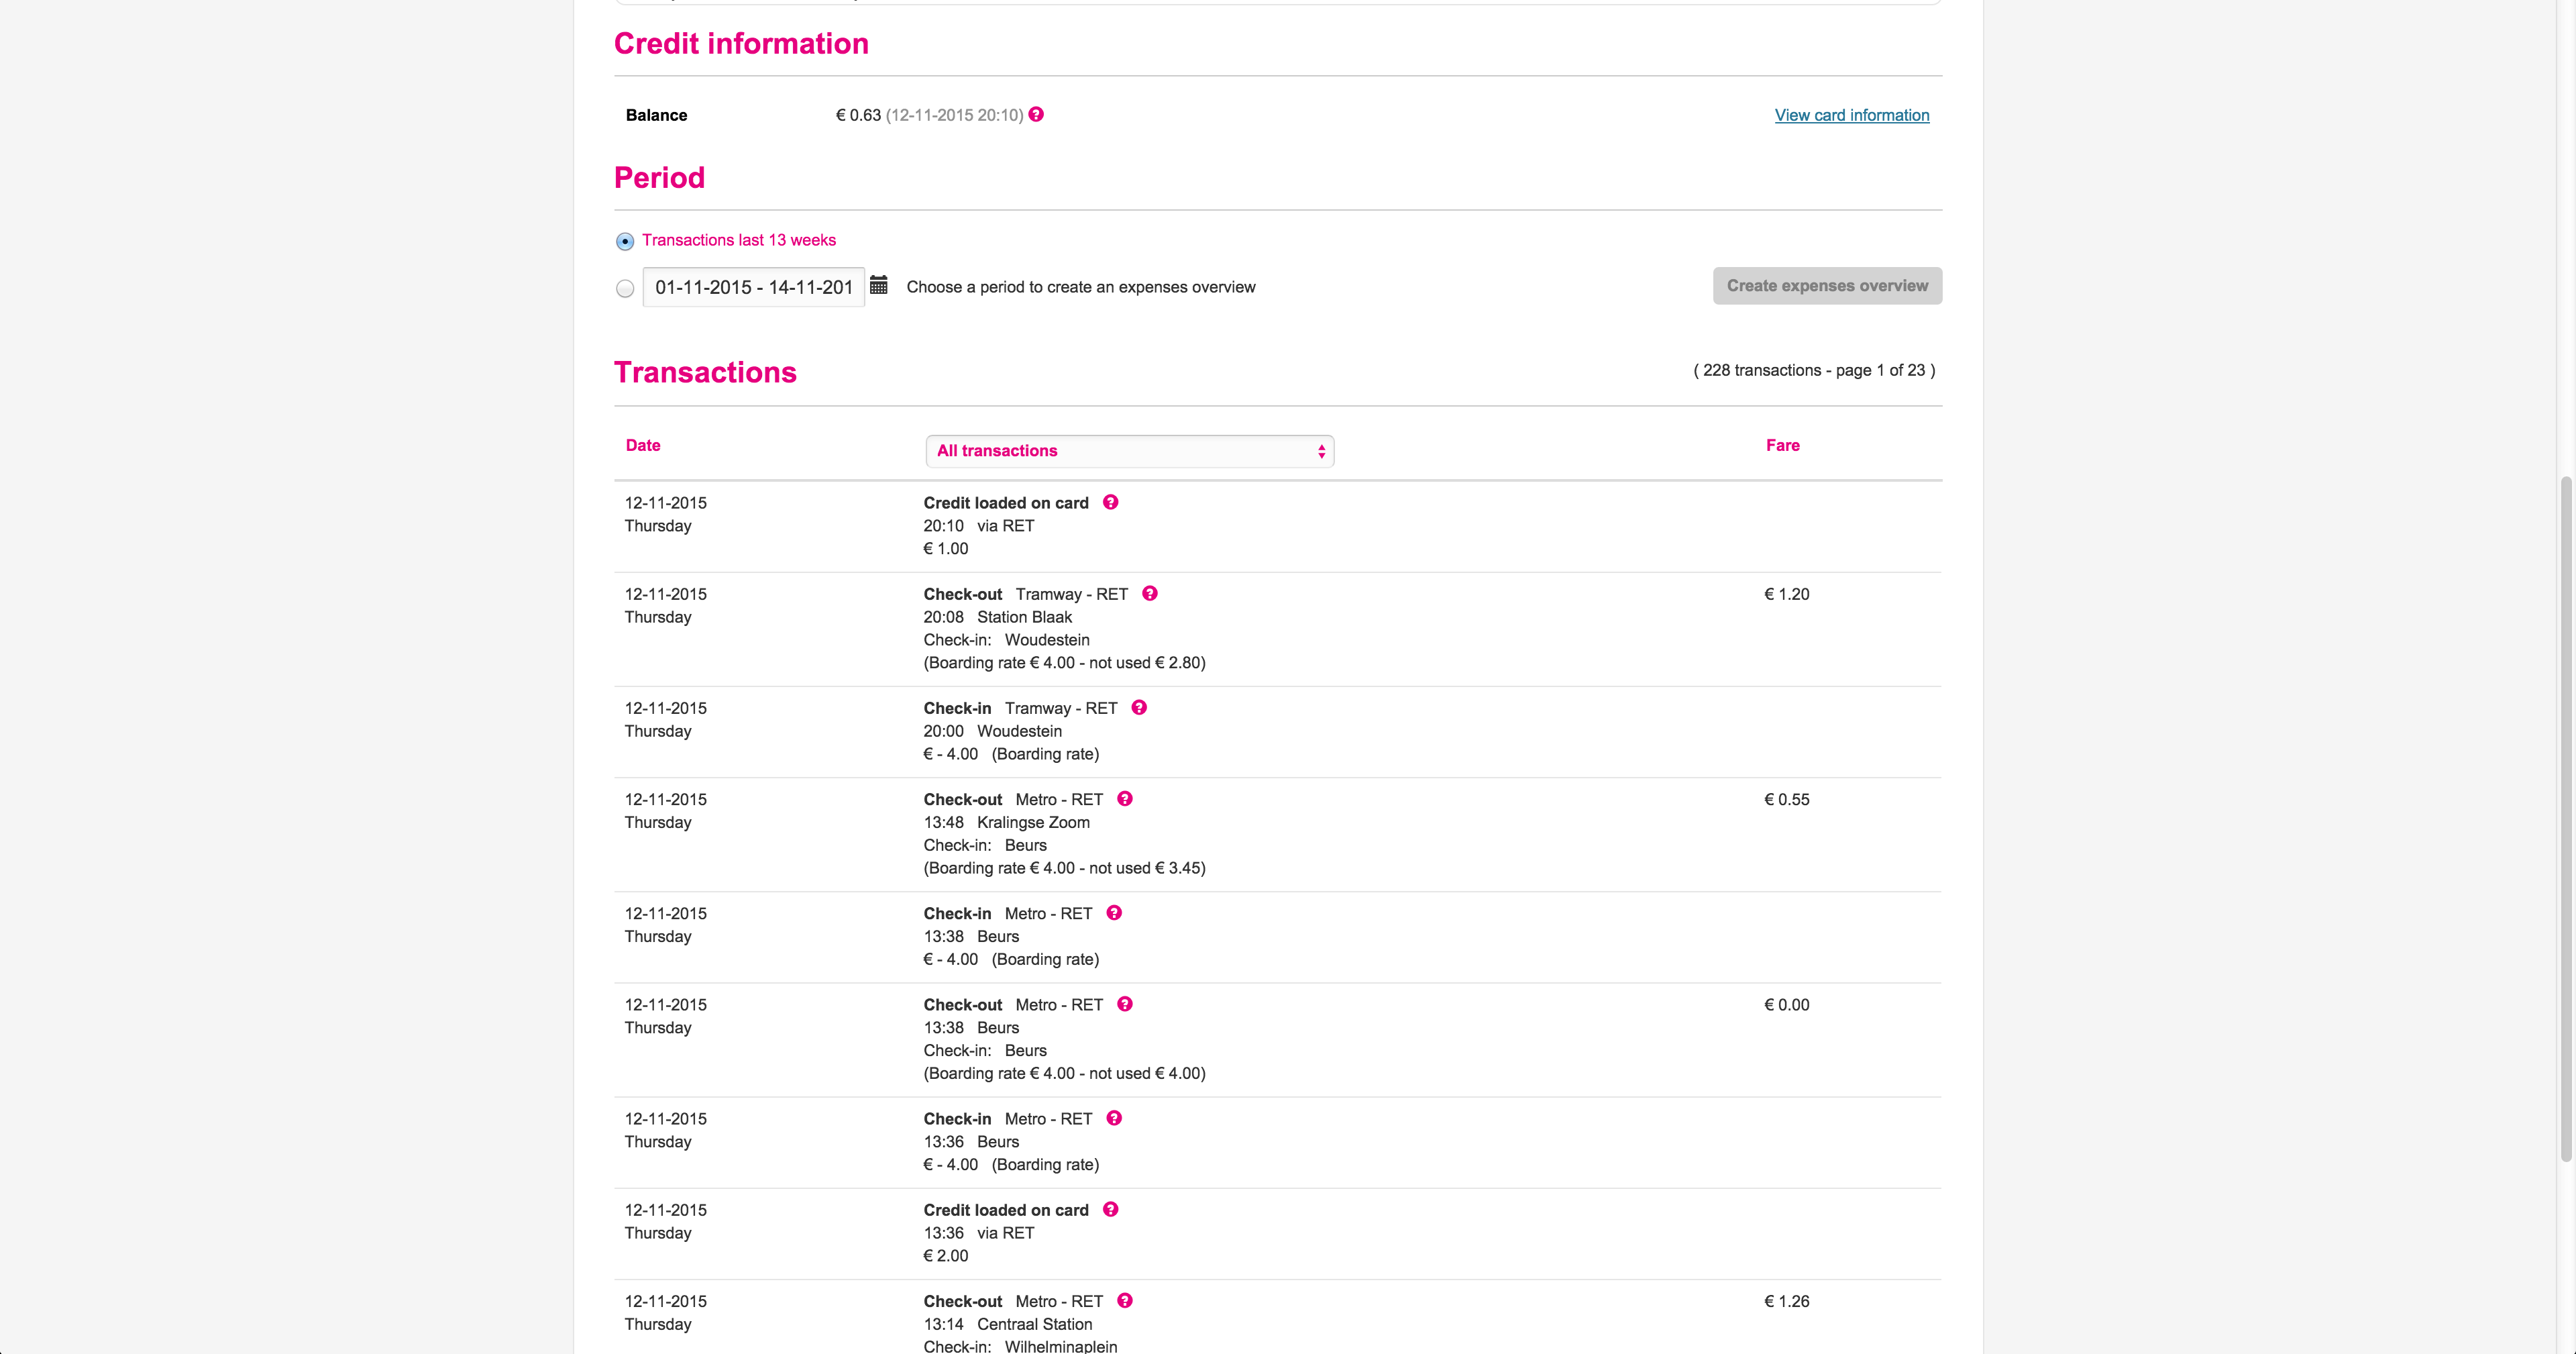 Credit information
Balance € 0.63 (12-11-2015 20:10) ? View card information
Period
Transactions last 13 weeks
01-11-2015 - 14-11-201 Choose a period to create an expenses overview Create expenses overview
Transactions ( 228 transactions - page 1 of 23 )
Date All transactions Fare
12-11-2015 Credit loaded on card ?
Thursday 20:10 via RET
€ 1.00
12-11-2015 Check-out Tramway - RET ? € 1.20
Thursday 20:08 Station Blaak
Check-in: Woudestein
(Boarding rate € 4.00 - not used € 2.80)
12-11-2015 Check-in Tramway - RET ?
Thursday 20:00 Woudestein
€ - 4.00 (Boarding rate)
12-11-2015 Check-out Metro - RET ? € 0.55
Thursday 13:48 Kralingse Zoom
Check-in: Beurs
(Boarding rate € 4.00 - not used € 3.45)
12-11-2015 Check-in Metro - RET ?
Thursday 13:38 Beurs
€ - 4.00 (Boarding rate)
12-11-2015 Check-out Metro - RET ? € 0.00
Thursday 13:38 Beurs
Check-in: Beurs
(Boarding rate € 4.00 - not used € 4.00)
12-11-2015 Check-in Metro - RET ?
Thursday 13:36 Beurs
€ - 4.00 (Boarding rate)
12-11-2015 Credit loaded on card ?
Thursday 13:36 via RET
€ 2.00
12-11-2015 Check-out Metro - RET ? € 1.26
Thursday 13:14 Centraal Station
Check-in: Wilhelminaplein